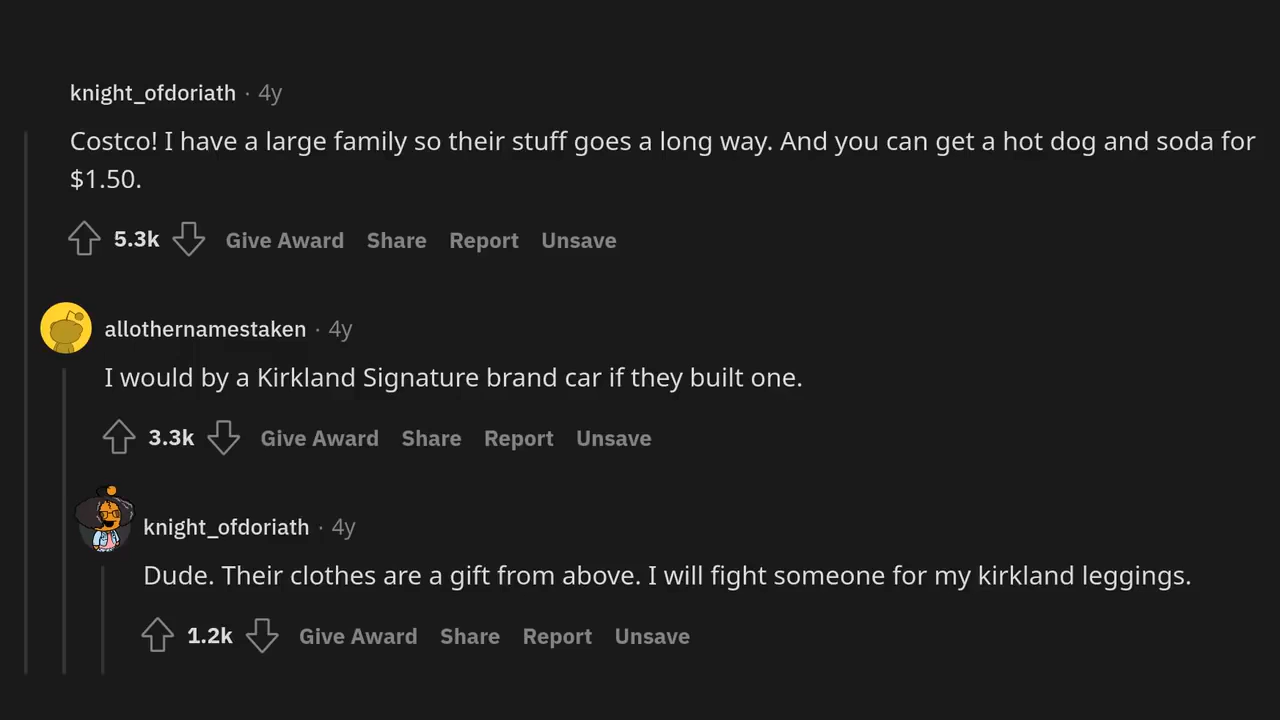 knight_ofdoriath · 4y
Costco! I have a large family so their stuff goes a long way. And you can get a hot dog and soda for
$1.50.
5.3k Give Award Share Report Unsave
allothernamestaken · 4y
I would by a Kirkland Signature brand car if they built one.
3.3k Give Award Share Report Unsave
knight_ofdoriath · 4y
Dude. Their clothes are a gift from above. I will fight someone for my kirkland leggings.
1.2k Give Award Share Report Unsave